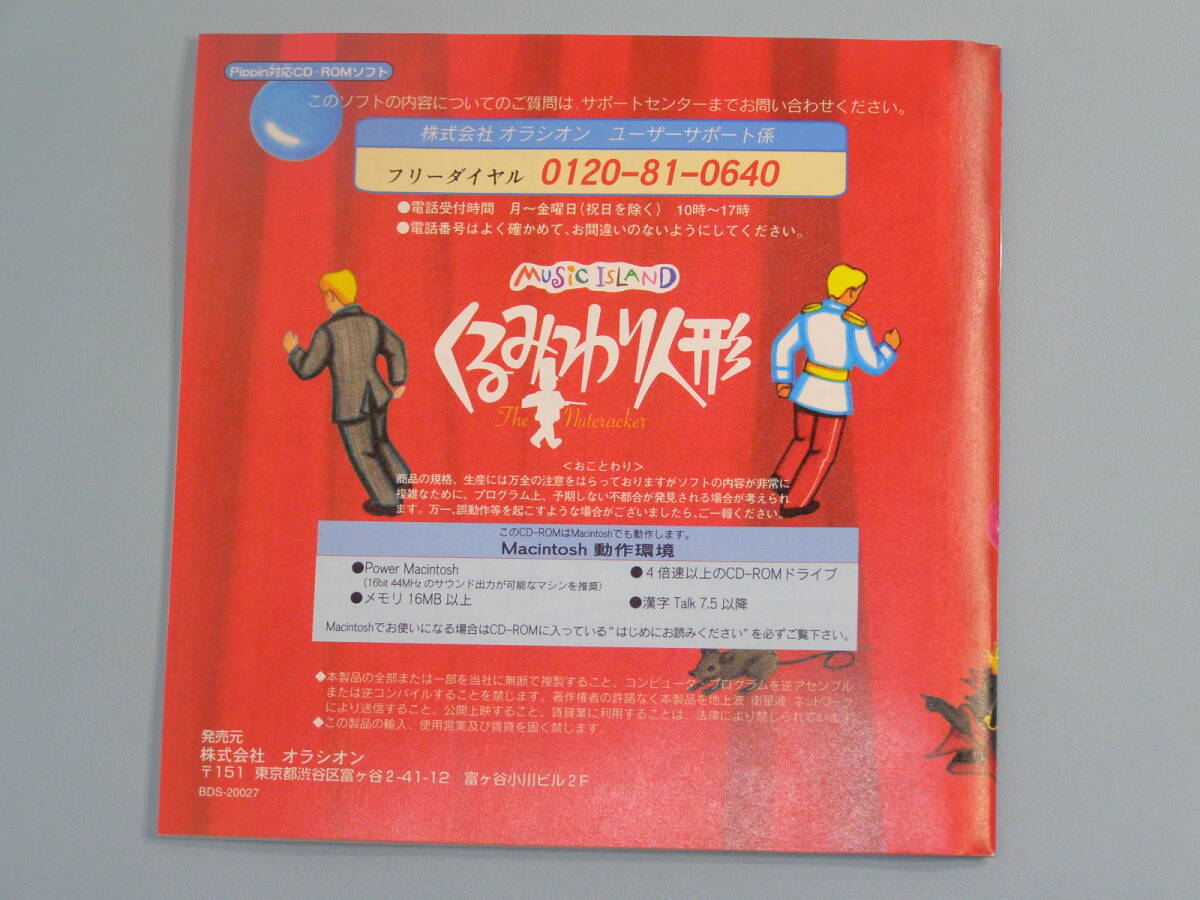 Pippin対応CD-ROMソフト
このソフトの内容についてのご質問は、サポートセンターまでお問い合わせください。
株式会社 オラシオン ユーザーサポート係
フリーダイヤル 0120-81-0640
●電話受付時間 月〜金曜日(祝日を除く) 10時〜17時
●電話番号はよく確かめて、お間違いのないようにしてください。
MUSIC ISLAND
くるみわり人形
The Nutcracker
<おことわり>
商品の規格、生産には万全の注意をはらっておりますがソフトの内容が非常に
複雑なために、プログラム上、予期しない不都合が発見される場合が考えられ
ます。万一、誤動作等を起こすような場合がございましたら、ご一報ください。
このCD-ROMはMacintoshでも動作します。
Macintosh 動作環境
●Power Macintosh
(16bit 44MHz のサウンド出力が可能なマシンを推奨)
●4倍速以上のCD-ROMドライブ
●メモリ 16MB 以上
●漢字 Talk 7.5 以降
Macintoshでお使いになる場合はCD-ROMに入っている"はじめにお読みください"を必ずご覧下さい。
◆本製品の全部または一部を当社に無断で複製すること、コンピュータ・プログラムを逆アセンブル
または逆コンパイルすることを禁じます。著作権者の許諾なく本製品を地上波 衛星波 ネットワーク
により送信すること、公開上映すること、賃貸業に利用することは、法律により禁じられています。
◆この製品の輸入、使用営業及び賃貸を固く禁じます。
発売元
株式会社 オラシオン
〒151 東京都渋谷区富ヶ谷2-41-12 富ヶ谷小川ビル2F
BDS-20027